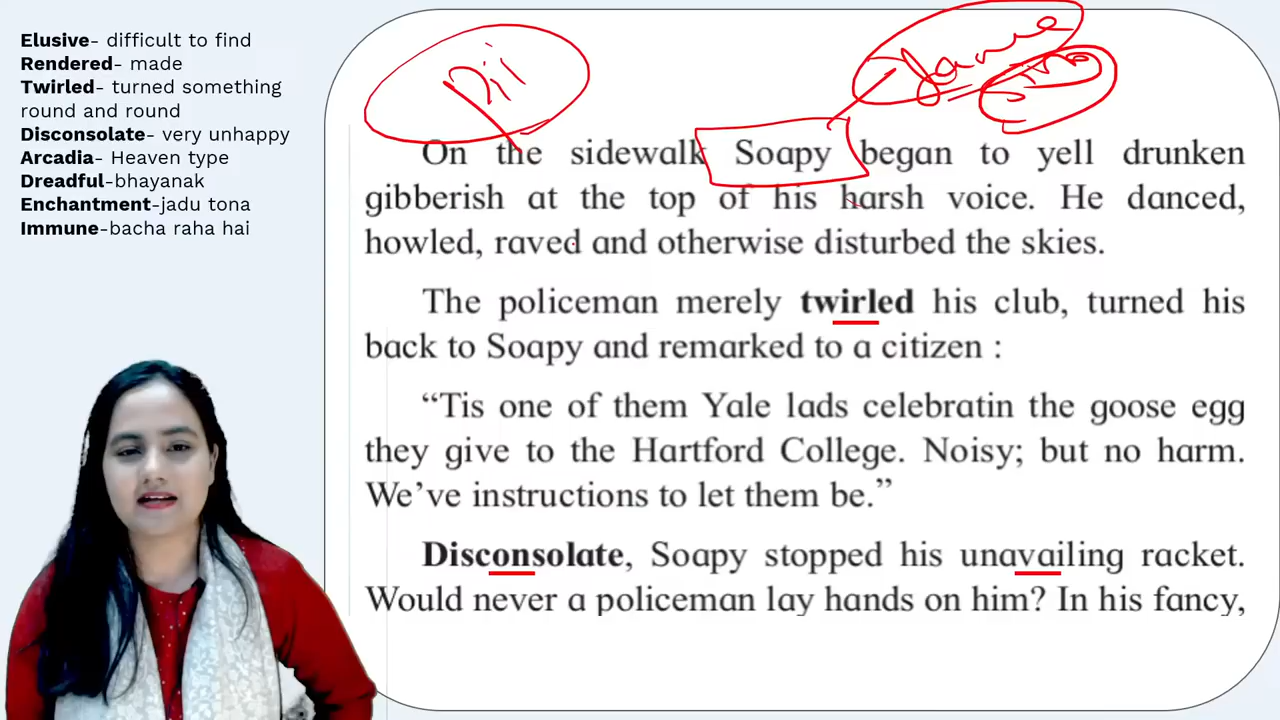 Elusive- difficult to find
Rendered- made
Twirled- turned something
round and round
Disconsolate- very unhappy
Arcadia- Heaven type
Dreadful-bhayanak
Enchantment-jadu tona
Immune-bacha raha hai
On the sidewalk Soapy began to yell drunken
gibberish at the top of his harsh voice. He danced,
howled, raved and otherwise disturbed the skies.
The policeman merely twirled his club, turned his
back to Soapy and remarked to a citizen :
“Tis one of them Yale lads celebratin the goose egg
they give to the Hartford College. Noisy; but no harm.
We’ve instructions to let them be.”
Disconsolate, Soapy stopped his unavailing racket.
Would never a policeman lay hands on him? In his fancy,